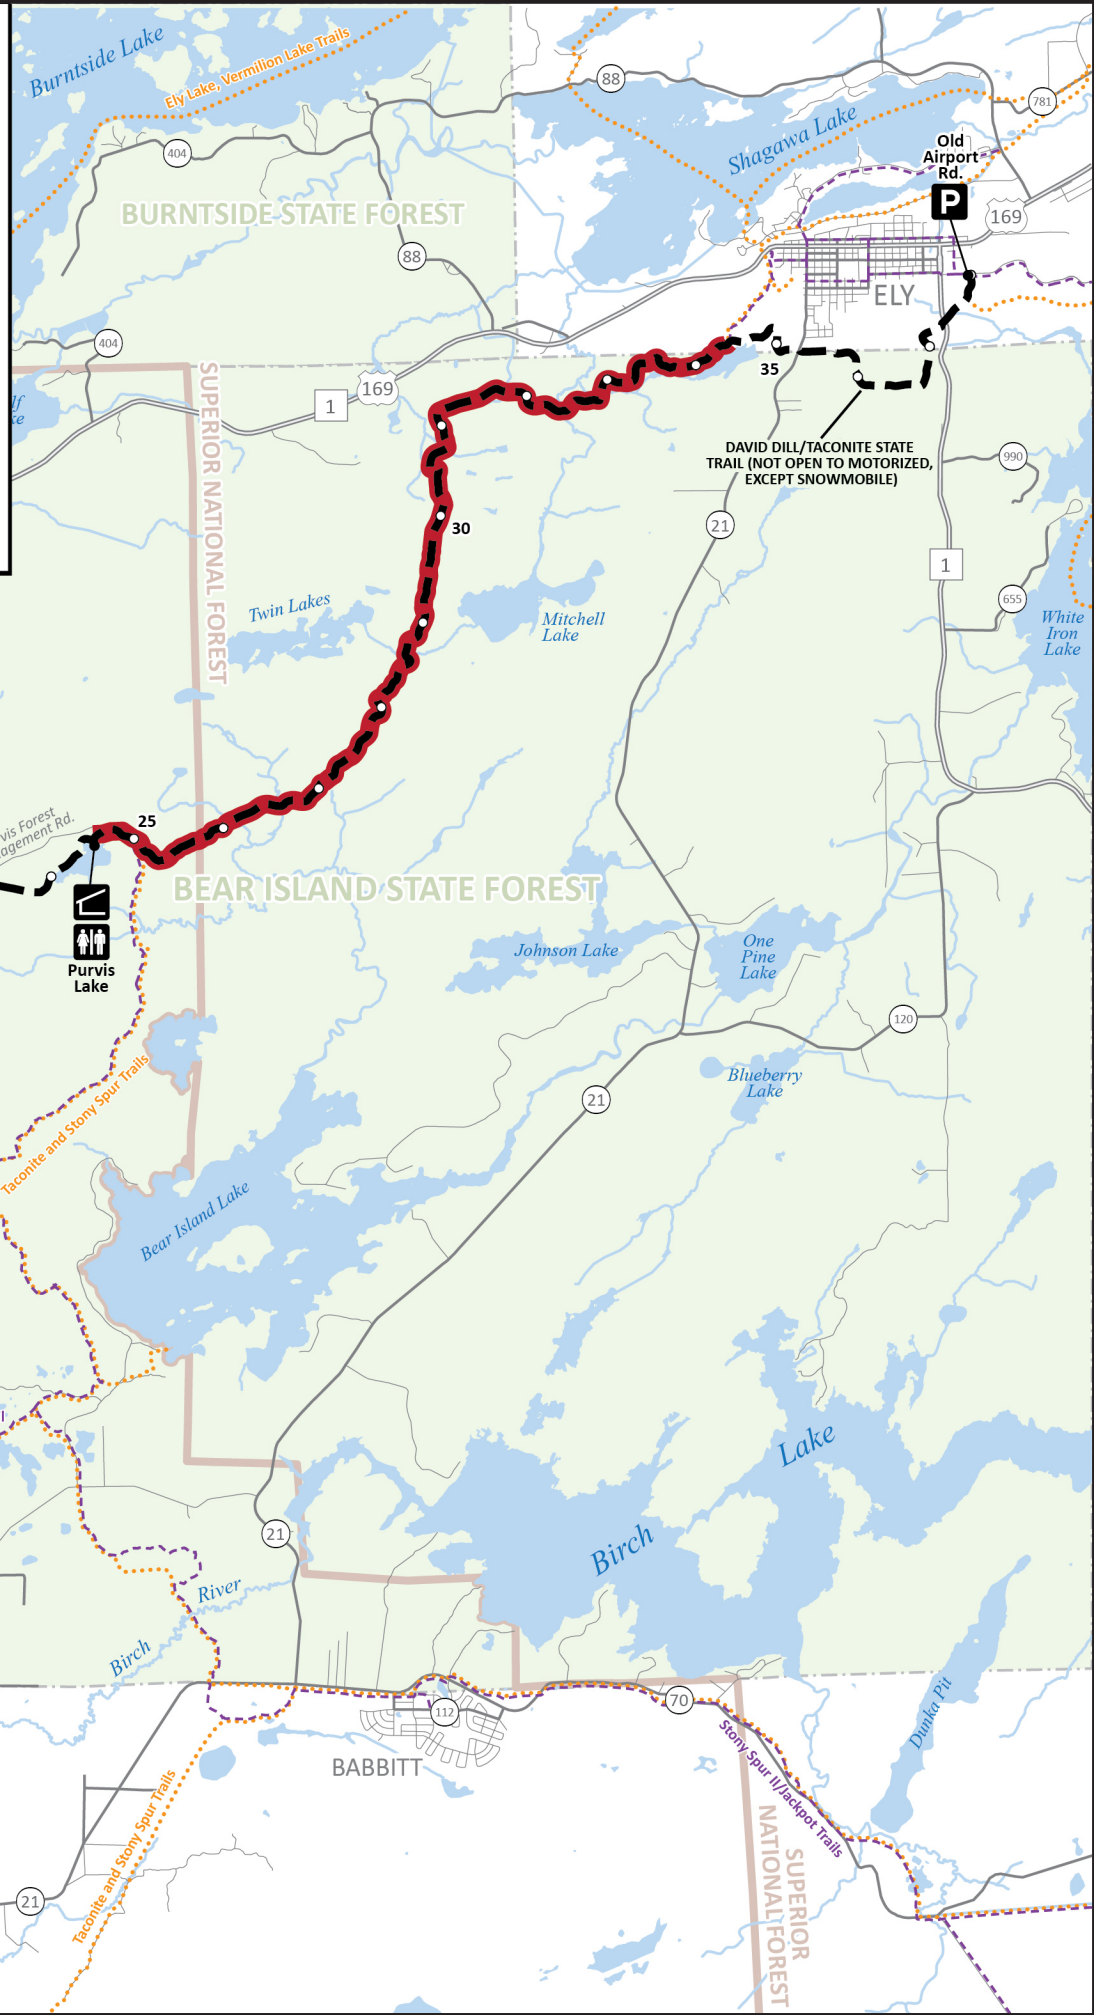 Burntside Lake
Ely Lake, Vermilion Lake Trails
88
781
Shagawa Lake
404
Old
Airport
Rd.
P
BURNTSIDE STATE FOREST
169
88
ELY
404
SUPERIOR NATIONAL FOREST
169
1
35
DAVID DILL/TACONITE STATE
TRAIL (NOT OPEN TO MOTORIZED,
EXCEPT SNOWMOBILE)
990
30
21
1
655
Twin Lakes
Mitchell
Lake
White
Iron
Lake
25
vis Forest
agement Rd.
BEAR ISLAND STATE FOREST
Purvis
Lake
Johnson Lake
One
Pine
Lake
120
Taconite and Stony Spur Trails
Blueberry
Lake
21
Bear Island Lake
Birch Lake
21
Birch River
Dunka Pit
70
112
BABBITT
Stony Spur II/Jackpot Trails
Taconite and Stony Spur Trails
SUPERIOR
NATIONAL FOREST
21